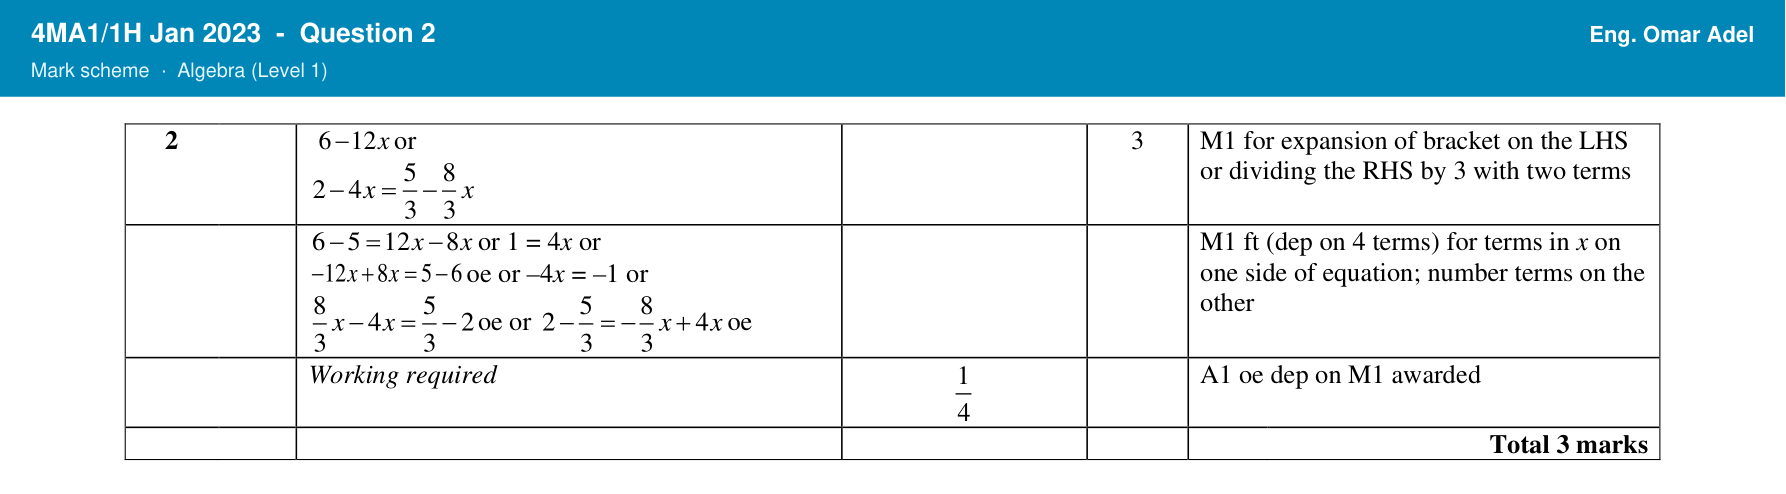 4MA1/1H Jan 2023 - Question 2
Eng. Omar Adel
Mark scheme · Algebra (Level 1)
2
6–12x or
2–4x = 5/3 – 8/3 x
3
M1 for expansion of bracket on the LHS
or dividing the RHS by 3 with two terms
6–5=12x–8x or 1 = 4x or
–12x+8x=5–6 oe or –4x = –1 or
8/3 x–4x = 5/3 – 2 oe or 2 – 5/3 = – 8/3 x + 4x oe
M1 ft (dep on 4 terms) for terms in x on
one side of equation; number terms on the
other
Working required
1/4
A1 oe dep on M1 awarded
Total 3 marks